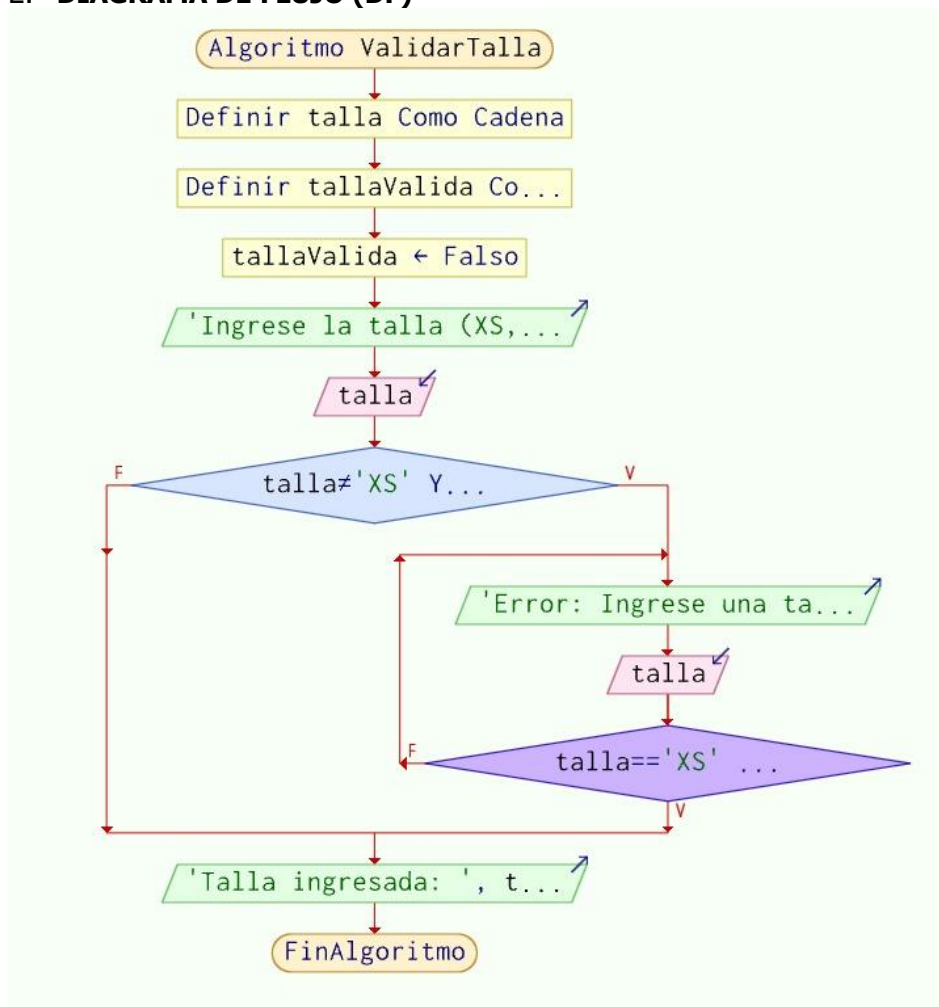 2. DIAGRAMA DE FLUJO (DF)
Algoritmo ValidarTalla
Definir talla Como Cadena
Definir tallaValida Co...
tallaValida ← Falso
'Ingrese la talla (XS,...
talla
F
talla≠'XS' Y...
V
'Error: Ingrese una ta...
talla
F
talla=='XS' ...
V
'Talla ingresada: ', t...
FinAlgoritmo